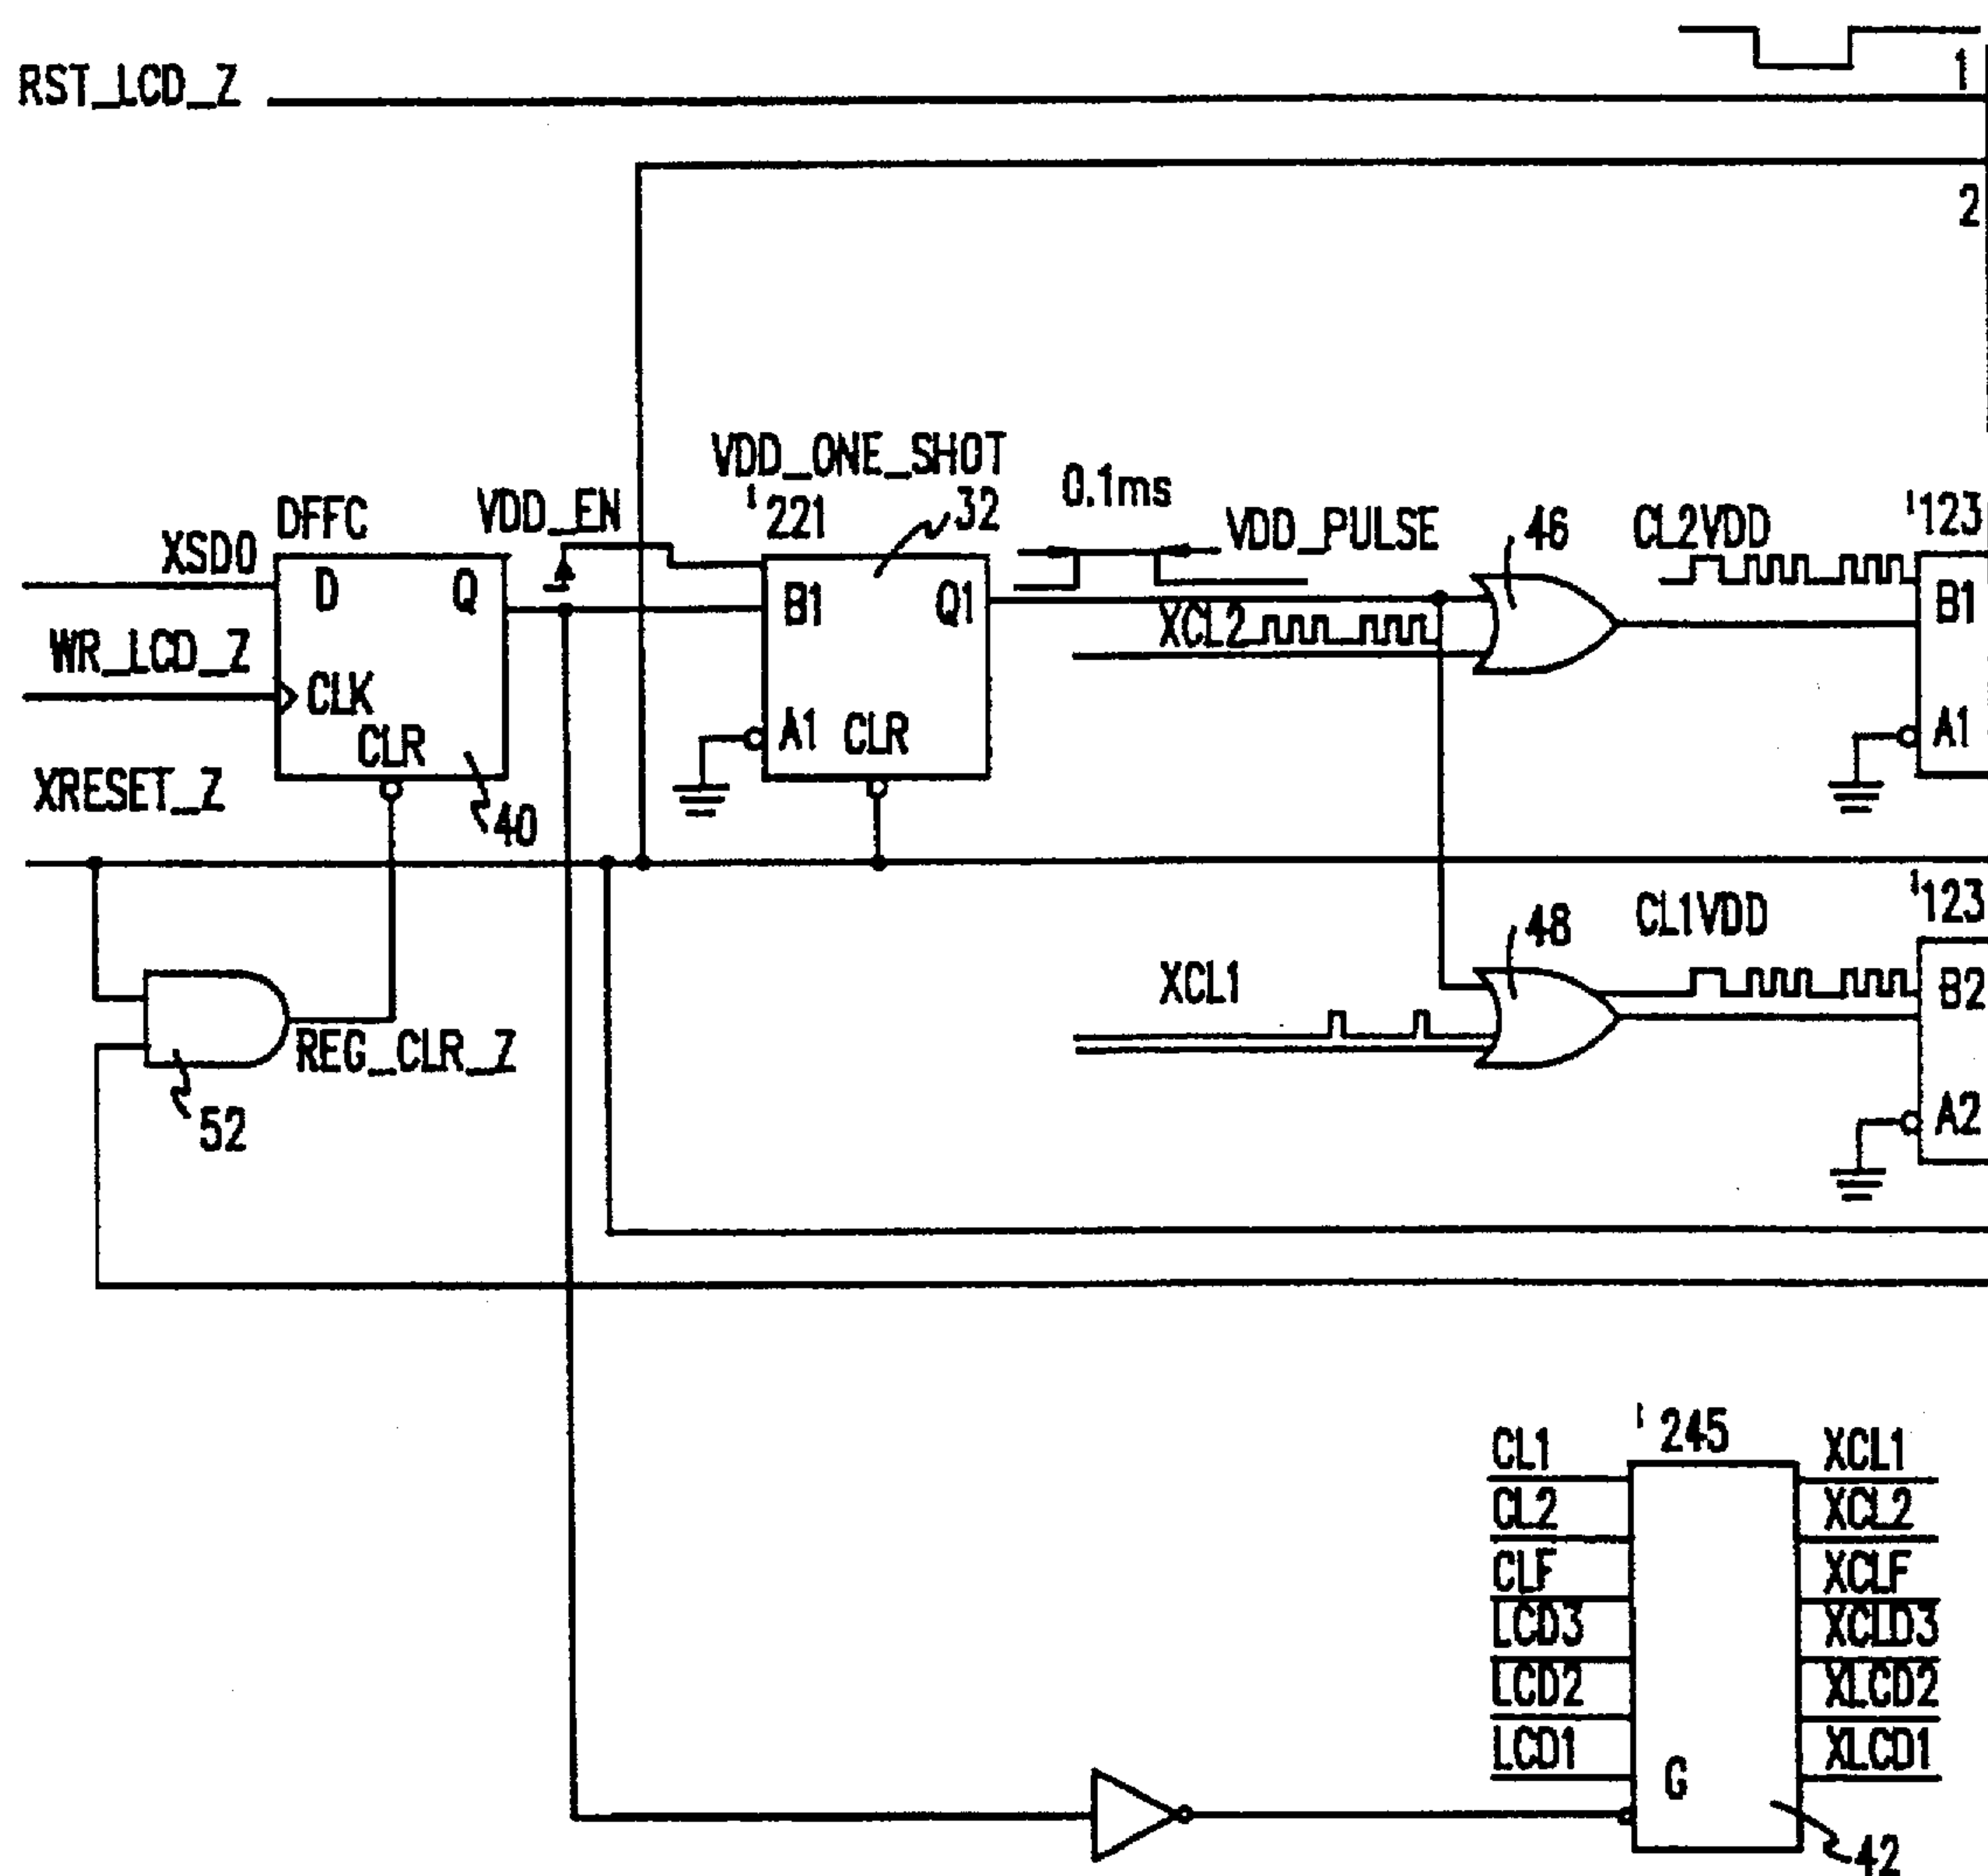 RST_LCD_Z
1
2
VDD_ONE_SHOT
'221
32
0.1ms
VDD_PULSE
DFFC
VDD_EN
XSD0
D
Q
WR_LCD_Z
CLK
CLR
40
B1
Q1
A1
CLR
XCL2
46
CL2VDD
'123
B1
A1
XRESET_Z
REG_CLR_Z
52
XCL1
48
CL1VDD
'123
B2
A2
'245
CL1
XCL1
CL2
XCL2
CLF
XCLF
LCD3
XCLD3
LCD2
XLCD2
LCD1
XLCD1
G
42